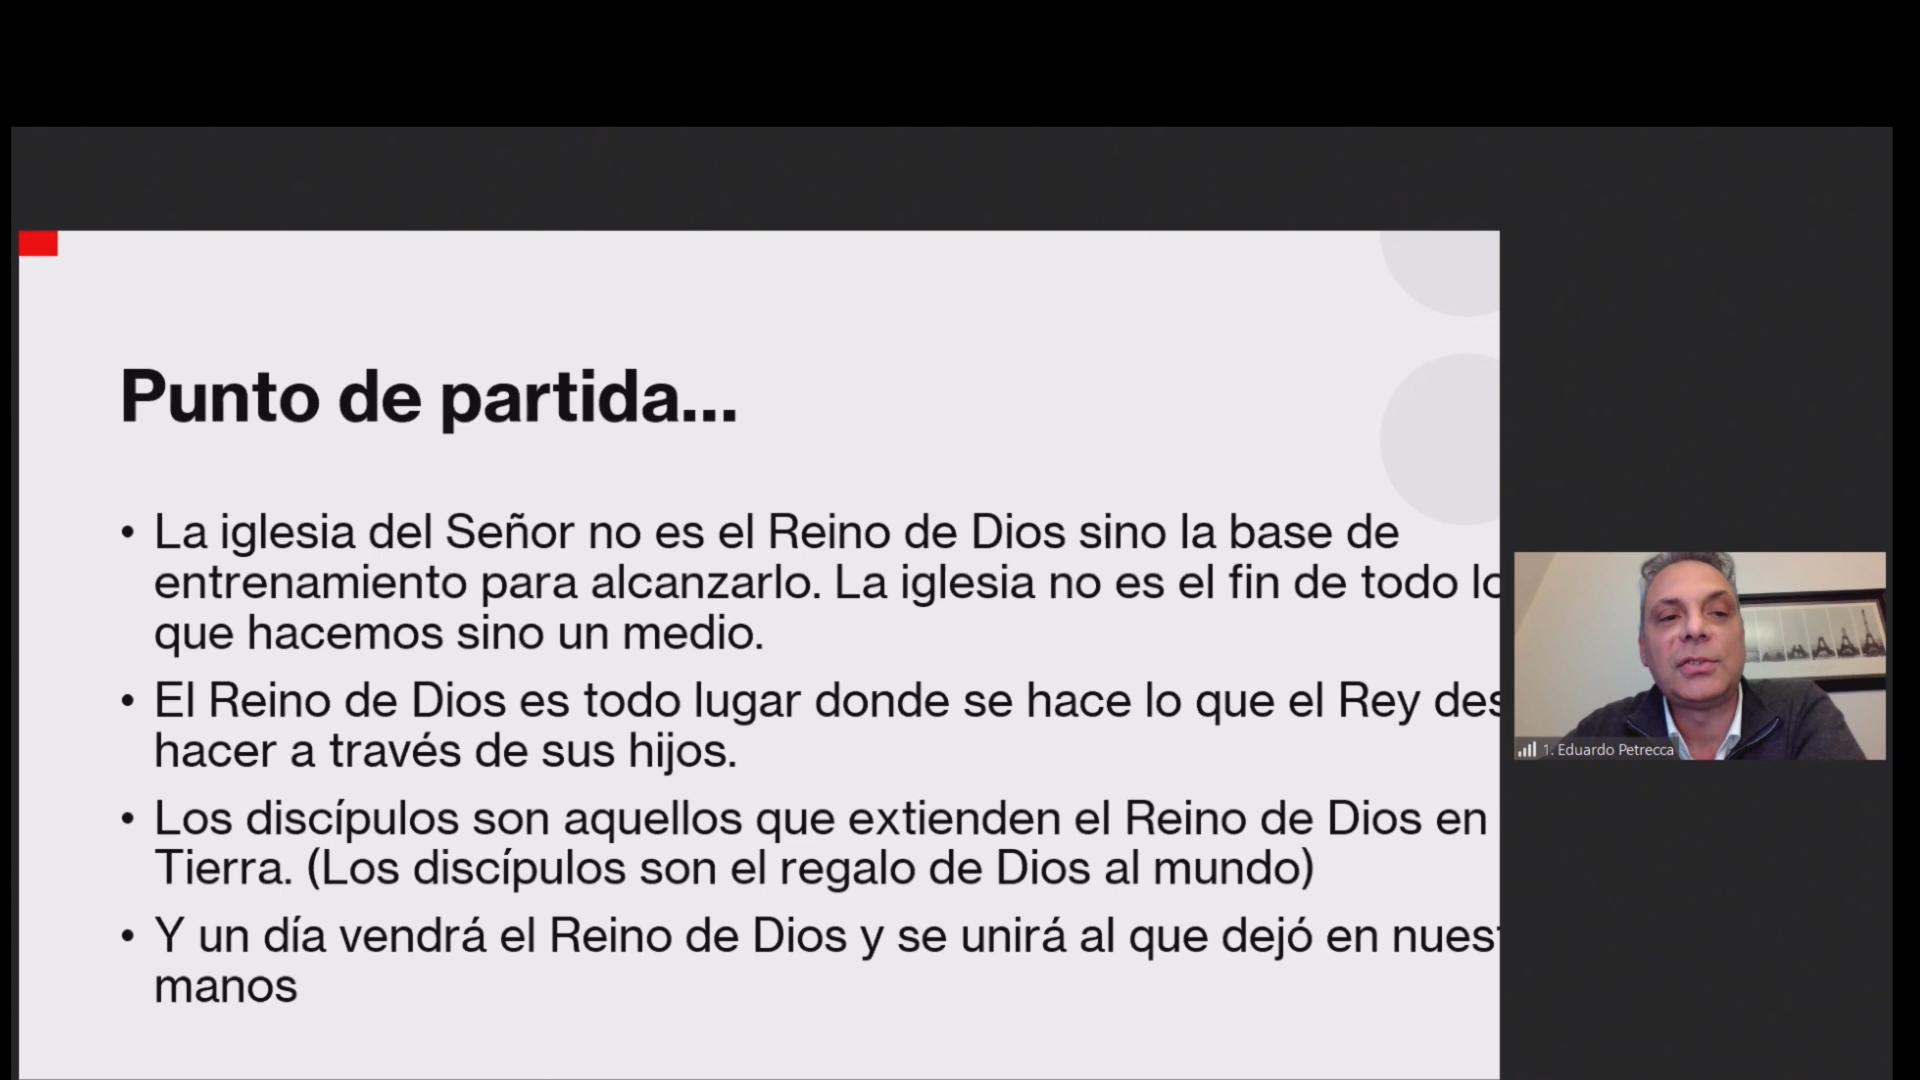 Punto de partida...
• La iglesia del Señor no es el Reino de Dios sino la base de
entrenamiento para alcanzarlo. La iglesia no es el fin de todo lo
que hacemos sino un medio.
• El Reino de Dios es todo lugar donde se hace lo que el Rey
hacer a través de sus hijos.
• Los discípulos son aquellos que extienden el Reino de Dios en
Tierra. (Los discípulos son el regalo de Dios al mundo)
• Y un día vendrá el Reino de Dios y se unirá al que dejó en
manos
1. Eduardo Petrecca